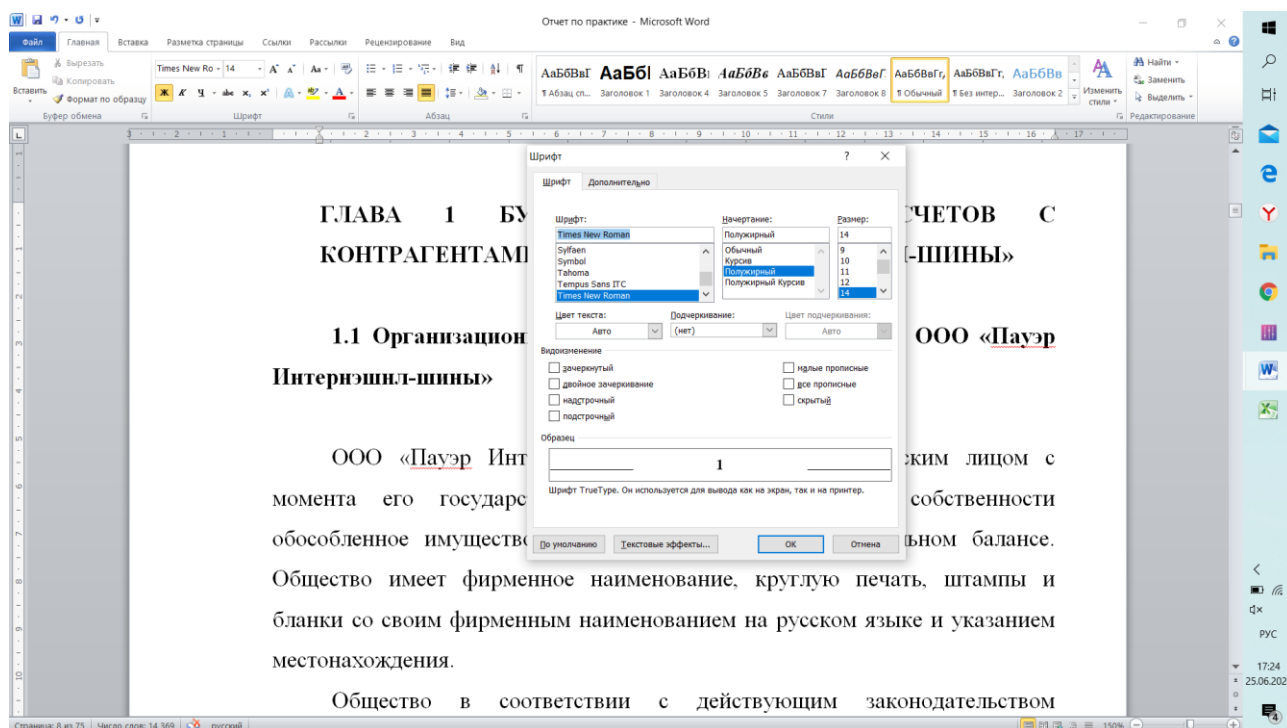 Отчет по практике - Microsoft Word
Файл Главная Вставка Разметка страницы Ссылки Рассылки Рецензирование Вид
Вставить Вырезать Копировать Формат по образцу
Times New Ro 14
АаБбВвГ АаБбІ АаБбВі АаБбВв АаБбВвГ АаБбВвГ АаБбВвГг, АаБбВвГг, АаБбВв
¶ Абзац сп... Заголовок 1 Заголовок 4 Заголовок 5 Заголовок 7 Заголовок 8 ¶ Обычный ¶ Без интер... Заголовок 2
Изменить стили
Найти
Заменить
Выделить
Буфер обмена Шрифт Абзац Стили Редактирование
ГЛАВА 1 БУ ЧЕТОВ С
КОНТРАГЕНТАМИ -ШИНЫ»
1.1 Организацион ООО «Пауэр
Интернэшнл-шины»
ООО «Пауэр Инт ским лицом с
момента его государс собственности
обособленное имущество ьном балансе.
Общество имеет фирменное наименование, круглую печать, штампы и
бланки со своим фирменным наименованием на русском языке и указанием
местонахождения.
Общество в соответствии с действующим законодательством
Шрифт
Шрифт Дополнительно
Шрифт: Начертание: Размер:
Times New Roman Полужирный 14
Sylfaen Обычный 9
Symbol Курсив 10
Tahoma Полужирный 11
Tempus Sans ITC Полужирный Курсив 12
Times New Roman 14
Цвет текста: Подчеркивание: Цвет подчеркивания:
Авто (нет) Авто
Видоизменение
зачеркнутый малые прописные
двойное зачеркивание все прописные
надстрочный скрытый
подстрочный
Образец
1
Шрифт TrueType. Он используется для вывода как на экран, так и на принтер.
По умолчанию Текстовые эффекты... ОК Отмена
Страница: 8 из 75 Число слов: 14 369 русский 150%
РУС
17:24
25.06.202